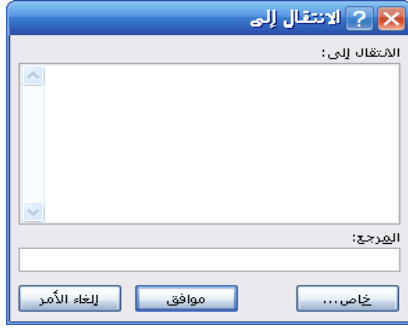 الانتقال إلى
الانتقال إلى:
المرجع:
خاص...
موافق
إلغاء الأمر